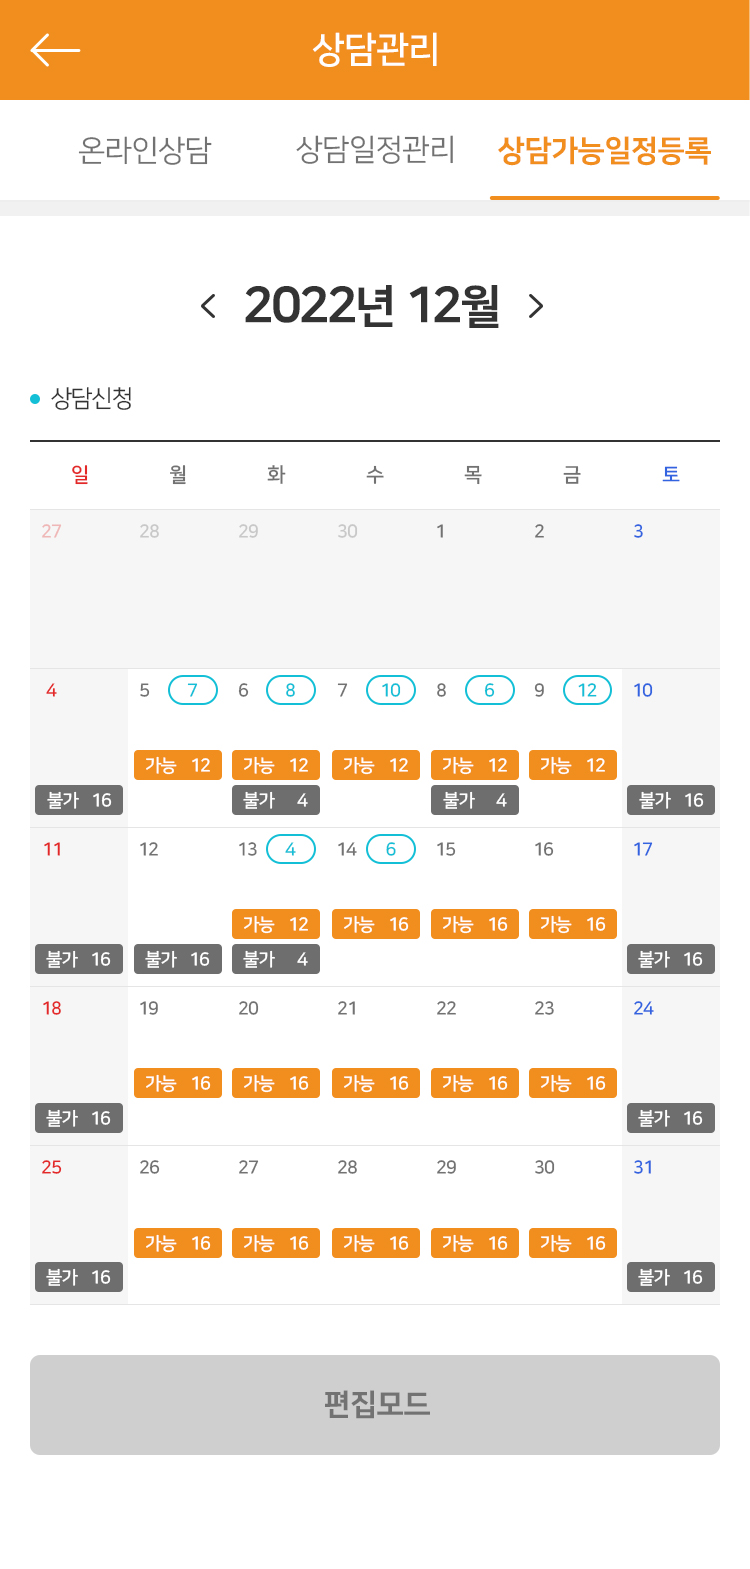 상담관리
온라인상담 상담일정관리 상담가능일정등록
2022년 12월
상담신청
일 월 화 수 목 금 토
27 28 29 30 1 2 3
4 5 7 6 8 7 10 8 6 9 12 10
가능 12 가능 12 가능 12 가능 12 가능 12
불가 16 불가 4 불가 4 불가 16
11 12 13 4 14 6 15 16 17
가능 12 가능 16 가능 16 가능 16
불가 16 불가 16 불가 4 불가 16
18 19 20 21 22 23 24
가능 16 가능 16 가능 16 가능 16 가능 16
불가 16 불가 16
25 26 27 28 29 30 31
가능 16 가능 16 가능 16 가능 16 가능 16
불가 16 불가 16
편집모드